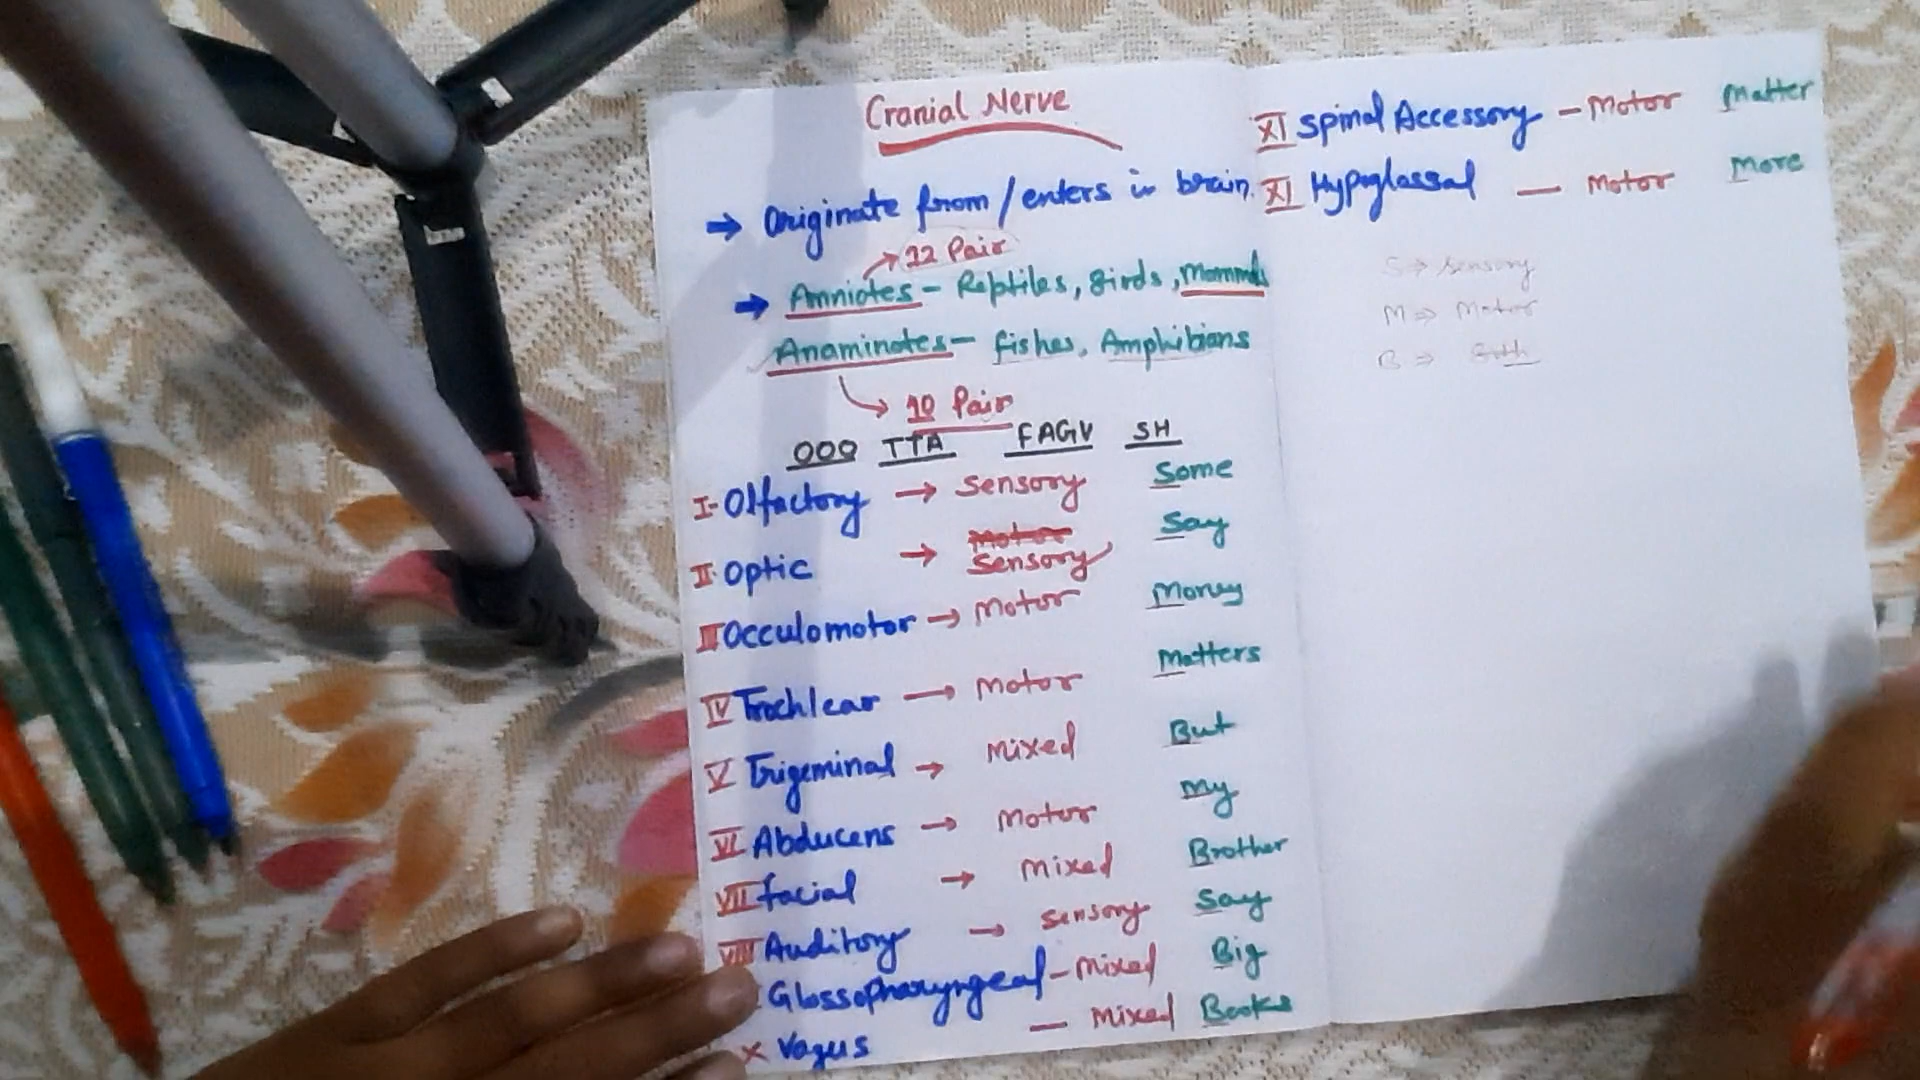 Cranial Nerve
→ Originate from / enters in brain.
→ 12 Pair
→ Amniotes - Reptiles, Birds, Mammals
Anaminotes - fishes, Amphibians
→ 10 Pair
OOO TTA FAGV SH
I- Olfactory → Sensory Some
II- Optic → Motor Sensory Say
III Occulomotor → Motor Money
IV Trochlear → Motor Matters
V Trigeminal → Mixed But
VI Abducens → Motor My
VII facial → Mixed Brother
VIII Auditory → Sensory Say
Glossopharyngeal - Mixed Big
X Vagus — Mixed Books
XI Spinal Accessory - Motor Matter
XI Hypoglossal — Motor More
S ⇒ Sensory
M ⇒ Motor
B ⇒ Both